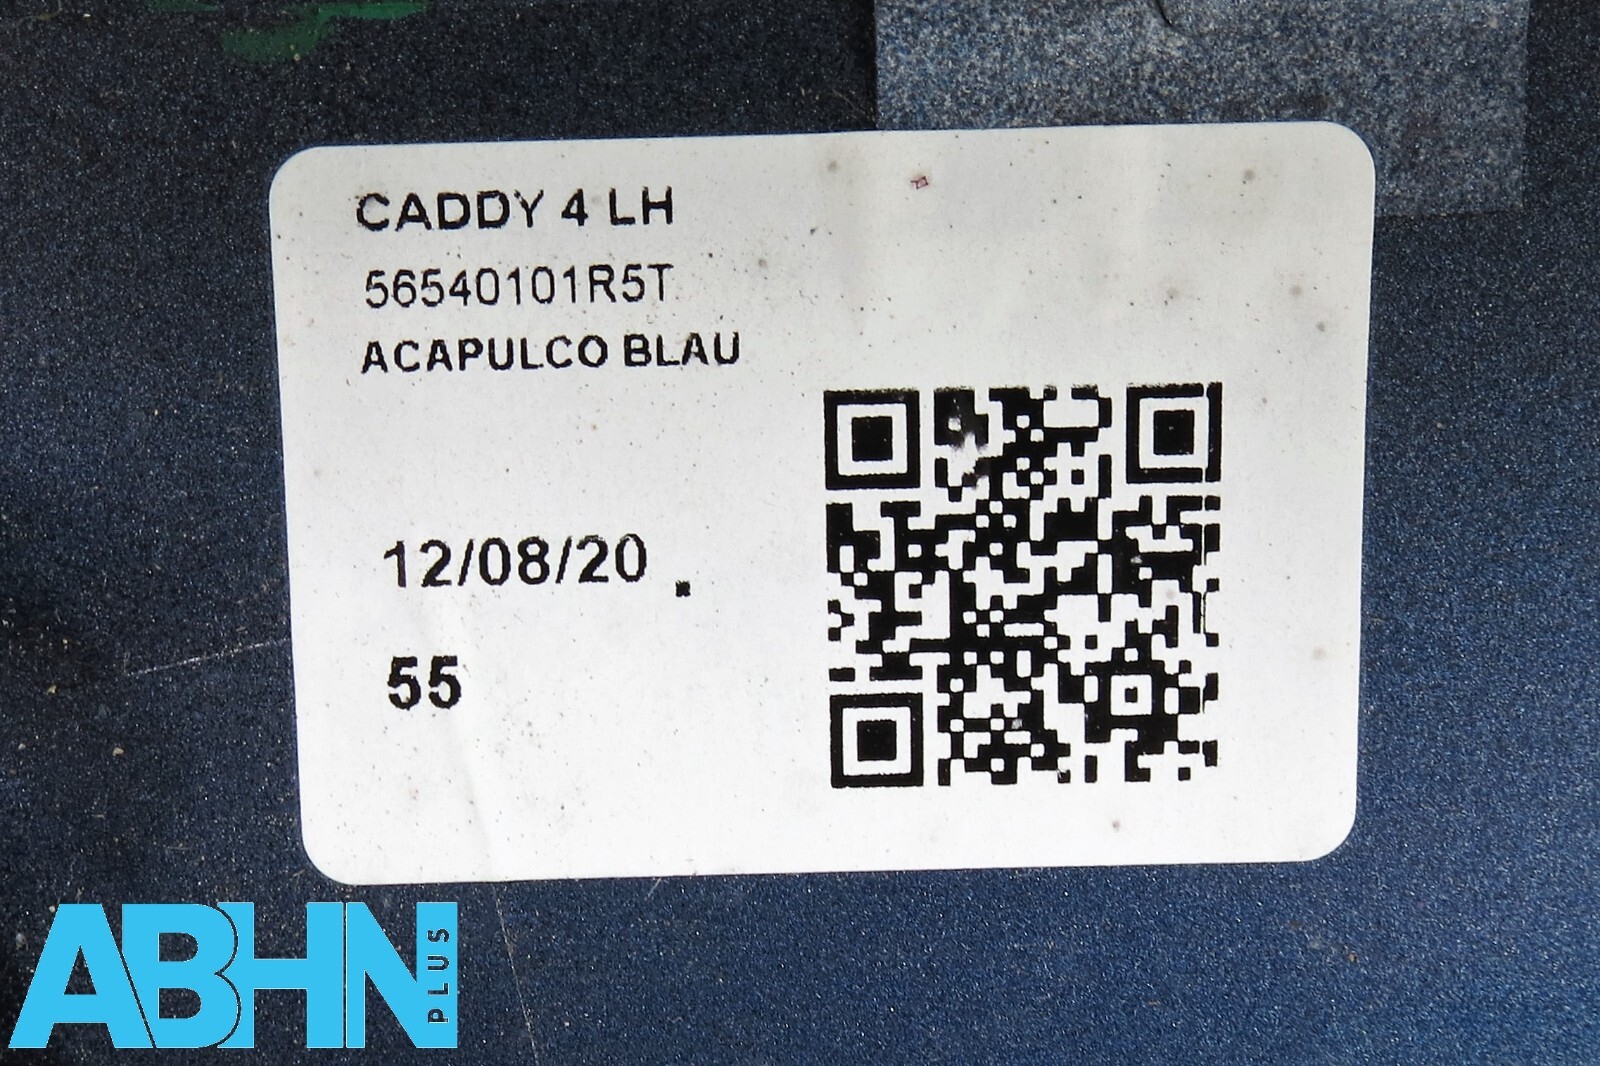 CADDY 4 LH
56540101R5T
ACAPULCO BLAU
12/08/20
55
ABHN
PLUS